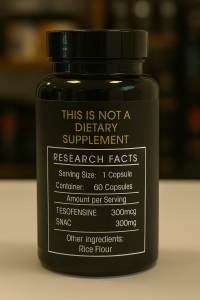 THIS IS NOT A
DIETARY
SUPPLEMENT
RESEARCH FACTS
Serving Size: 1 Capsule
Container: 60 Capsules
Amount per Serving
TESOFENSINE 300mcg
SNAC 300mg
Other ingredients:
Rice Flour